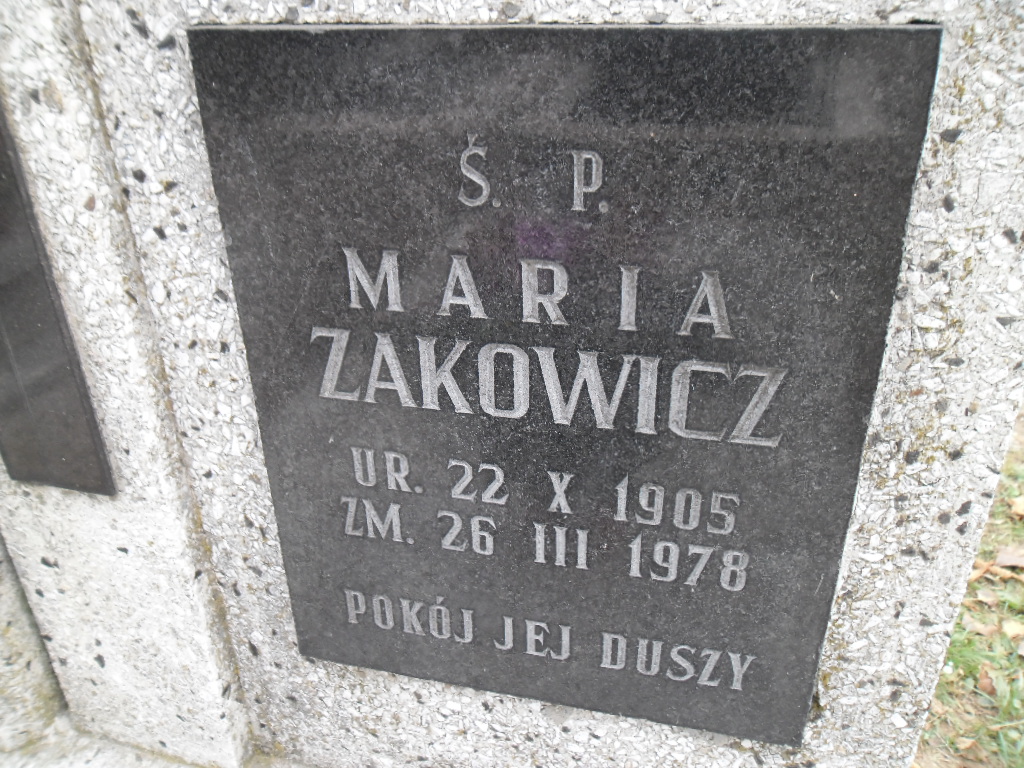 Ś. P.
MARIA
ZAKOWICZ
UR. 22 X 1905
ZM. 26 III 1978
POKÓJ JEJ DUSZY